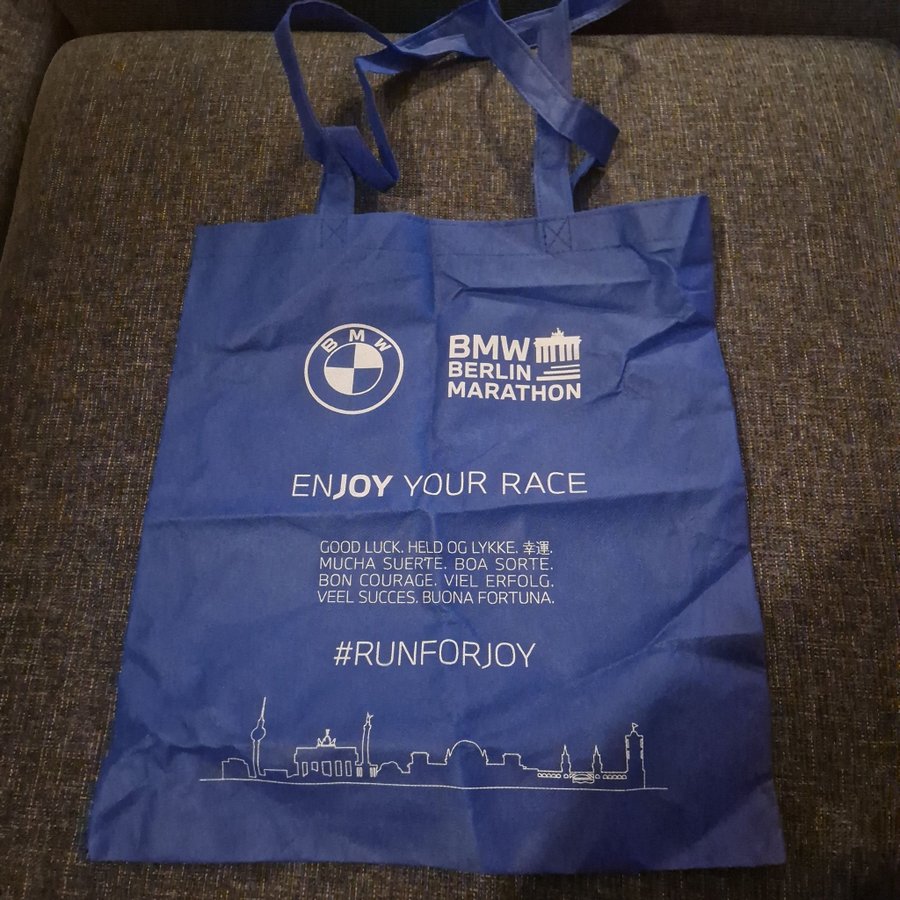 BMW
BMW
BERLIN
MARATHON
ENJOY YOUR RACE
GOOD LUCK. HELD OG LYKKE. 幸運.
MUCHA SUERTE. BOA SORTE.
BON COURAGE. VIEL ERFOLG.
VEEL SUCCES. BUONA FORTUNA.
#RUNFORJOY